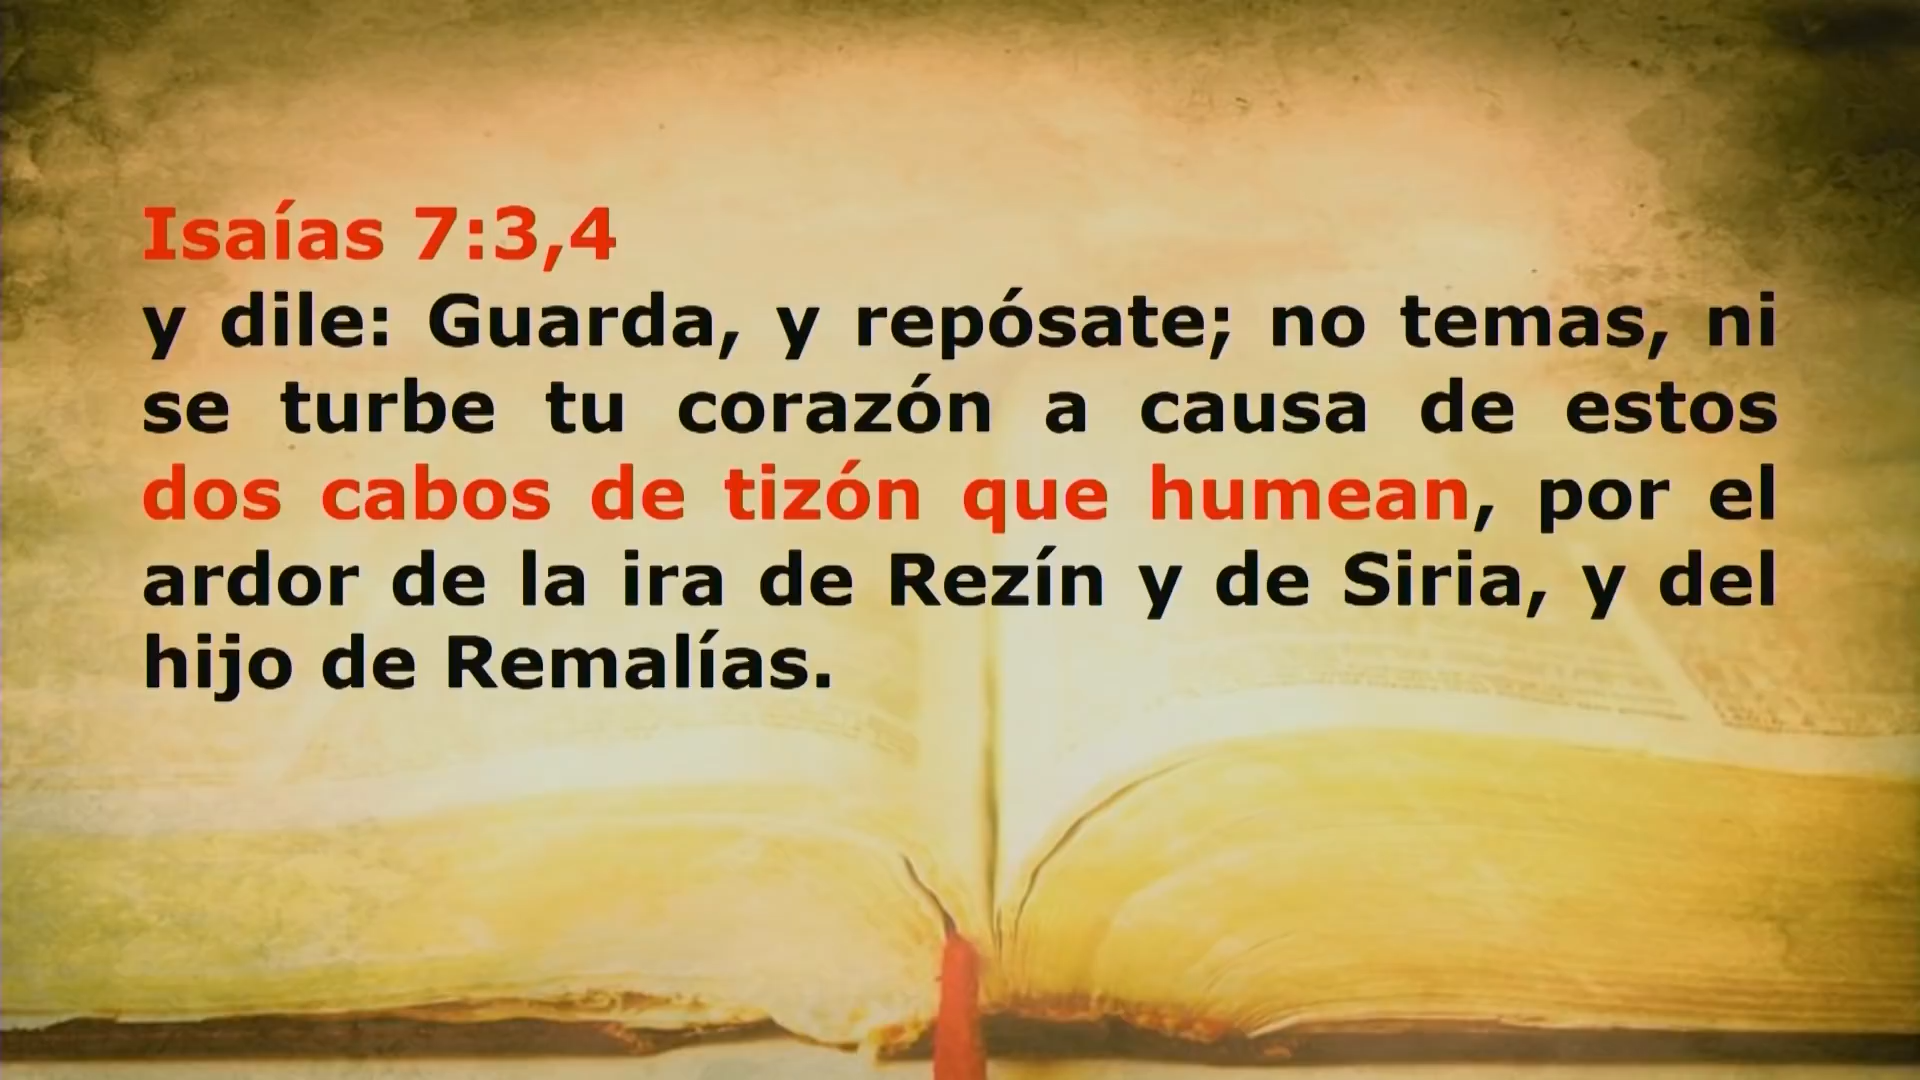 Isaías 7:3,4
y dile: Guarda, y repósate; no temas, ni
se turbe tu corazón a causa de estos
dos cabos de tizón que humean, por el
ardor de la ira de Rezín y de Siria, y del
hijo de Remalías.